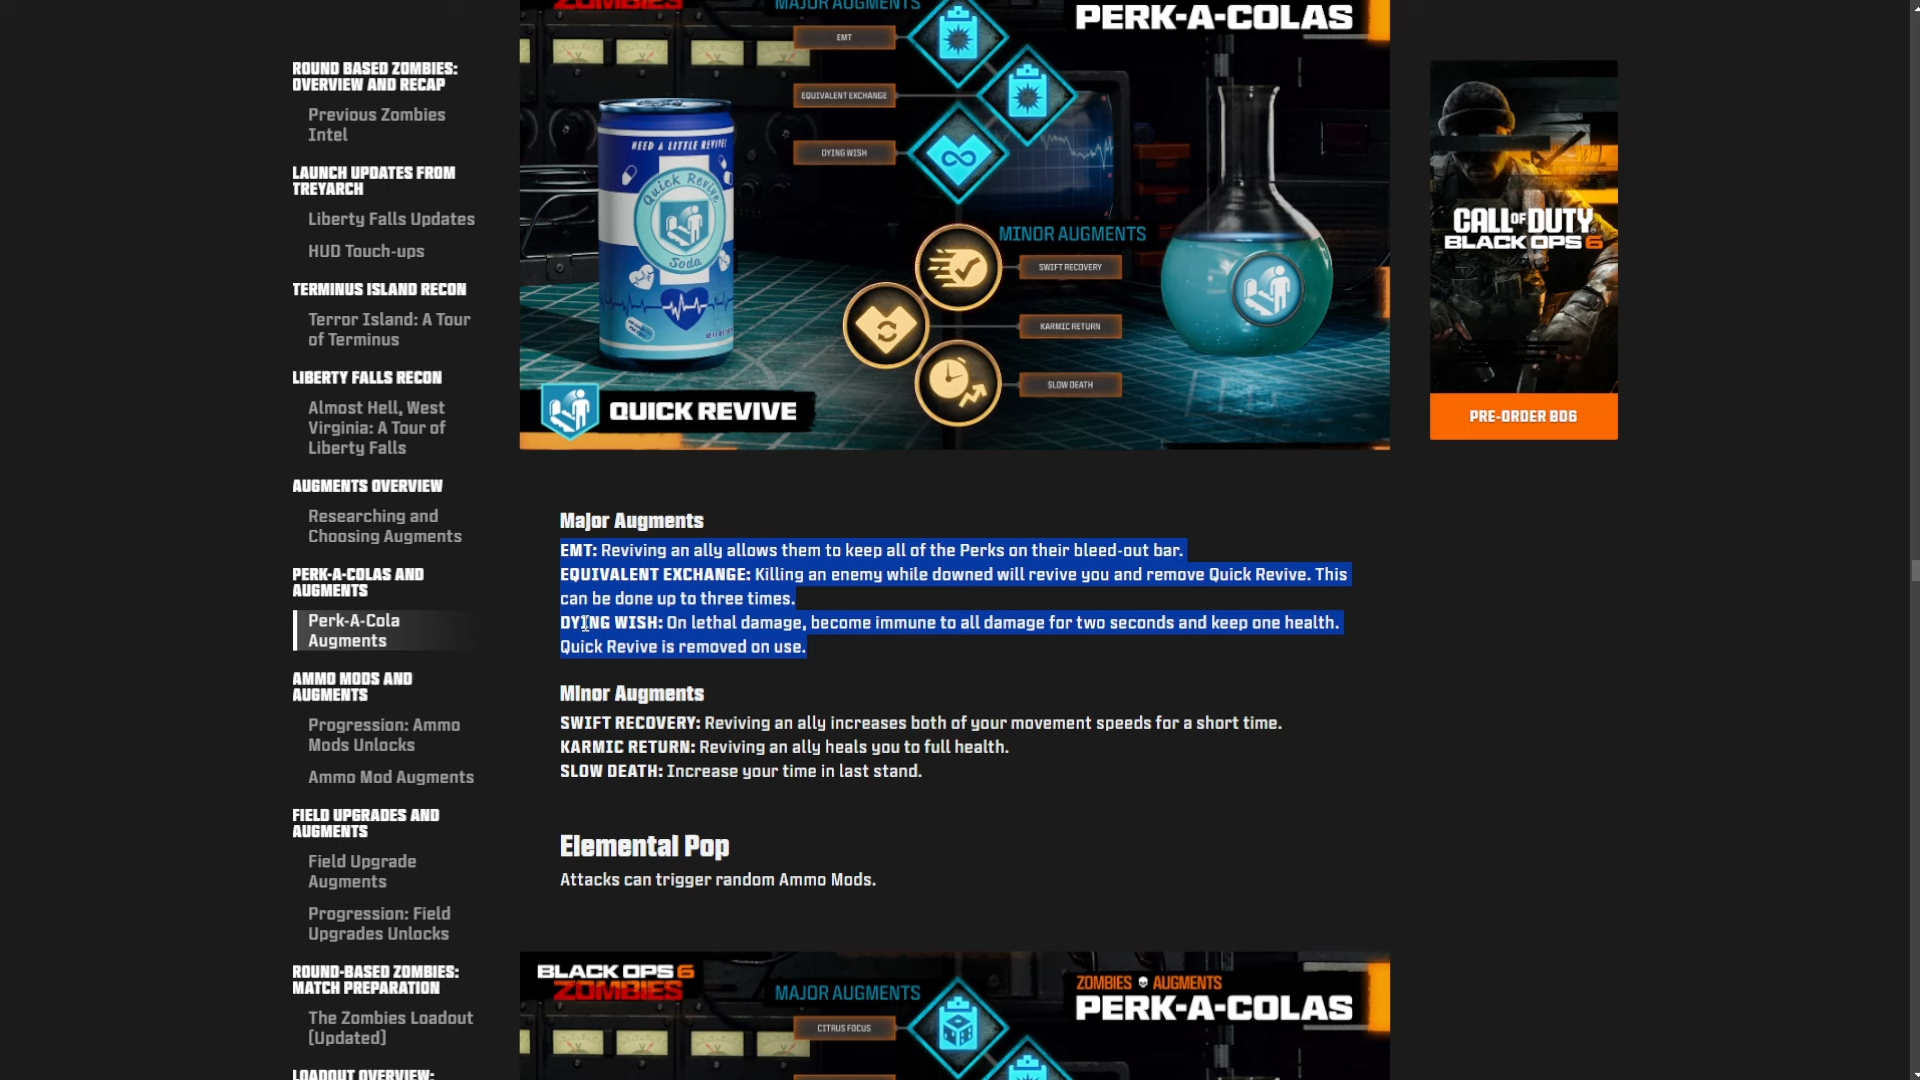 ROUND BASED ZOMBIES:
OVERVIEW AND RECAP
Previous Zombies
Intel
LAUNCH UPDATES FROM
TREYARCH
Liberty Falls Updates
HUD Touch-ups
TERMINUS ISLAND RECON
Terror Island: A Tour
of Terminus
LIBERTY FALLS RECON
Almost Hell, West
Virginia: A Tour of
Liberty Falls
AUGMENTS OVERVIEW
Researching and
Choosing Augments
PERK-A-COLAS AND
AUGMENTS
Perk-A-Cola
Augments
AMMO MODS AND
AUGMENTS
Progression: Ammo
Mods Unlocks
Ammo Mod Augments
FIELD UPGRADES AND
AUGMENTS
Field Upgrade
Augments
Progression: Field
Upgrades Unlocks
ROUND-BASED ZOMBIES:
MATCH PREPARATION
The Zombies Loadout
(Updated)
LOADOUT OVERVIEW:
ZOMBIES
MAJOR AUGMENTS
PERK-A-COLAS
EMT
EQUIVALENT EXCHANGE
DYING WISH
NEED A LITTLE REVIVE?
Quick Revive
Soda
MINOR AUGMENTS
SWIFT RECOVERY
KARMIC RETURN
SLOW DEATH
QUICK REVIVE
Major Augments
EMT: Reviving an ally allows them to keep all of the Perks on their bleed-out bar.
EQUIVALENT EXCHANGE: Killing an enemy while downed will revive you and remove Quick Revive. This
can be done up to three times.
DYING WISH: On lethal damage, become immune to all damage for two seconds and keep one health.
Quick Revive is removed on use.
Minor Augments
SWIFT RECOVERY: Reviving an ally increases both of your movement speeds for a short time.
KARMIC RETURN: Reviving an ally heals you to full health.
SLOW DEATH: Increase your time in last stand.
Elemental Pop
Attacks can trigger random Ammo Mods.
BLACK OPS 6
ZOMBIES
MAJOR AUGMENTS
CITRUS FOCUS
ZOMBIES AUGMENTS
PERK-A-COLAS
CALL OF DUTY
BLACK OPS 6
PRE-ORDER BO6